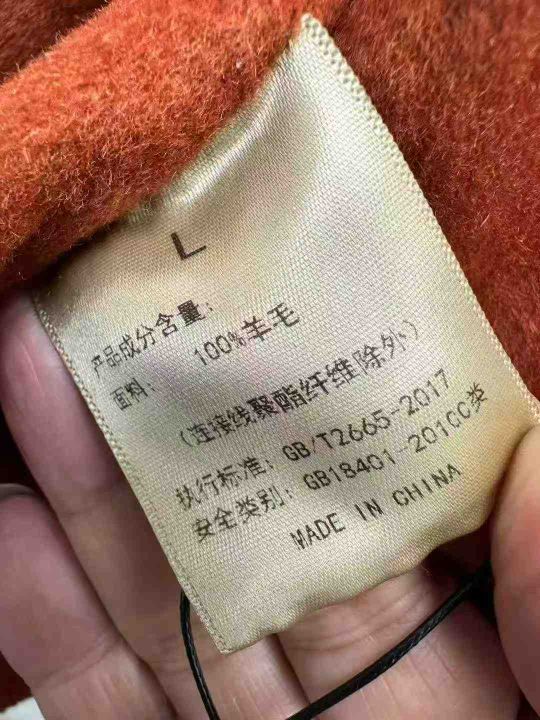 L
产品成分含量：
面料： 100%羊毛
（连接线聚酯纤维除外）
执行标准：GB/T2665-2017
安全类别：GB18401-2010C类
MADE IN CHINA